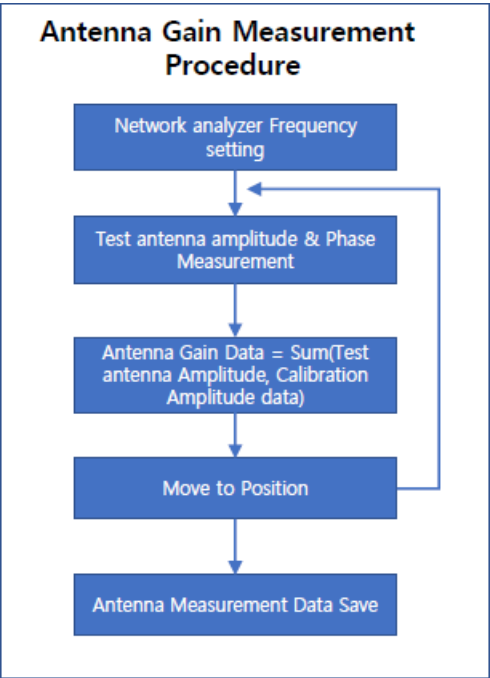 Antenna Gain Measurement
Procedure
Network analyzer Frequency
setting
Test antenna amplitude & Phase
Measurement
Antenna Gain Data = Sum(Test
antenna Amplitude, Calibration
Amplitude data)
Move to Position
Antenna Measurement Data Save